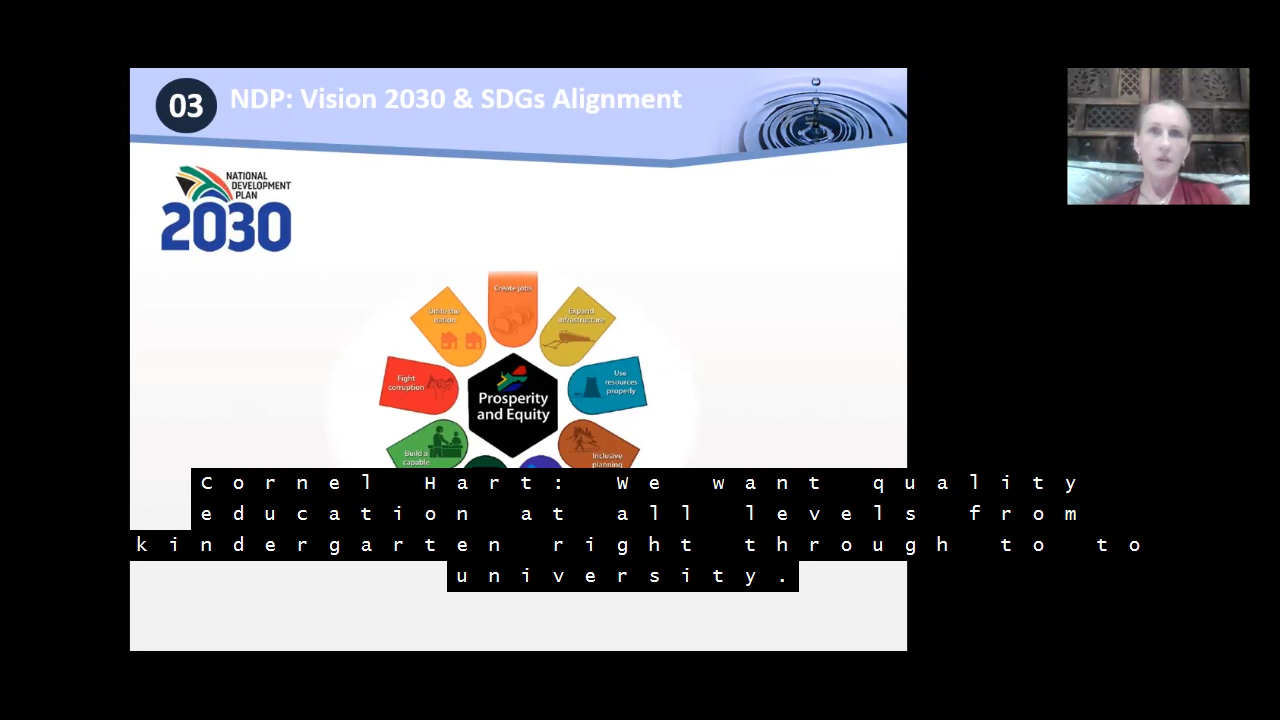 03
NDP: Vision 2030 & SDGs Alignment
NATIONAL
DEVELOPMENT
PLAN
2030
Create jobs
Unite the
nation
Expand
infrastructure
Fight
corruption
Use
resources
properly
Prosperity
and Equity
Build a
capable
Inclusive
planning
Cornel Hart: We want quality
education at all levels from
kindergarten right through to to
university.